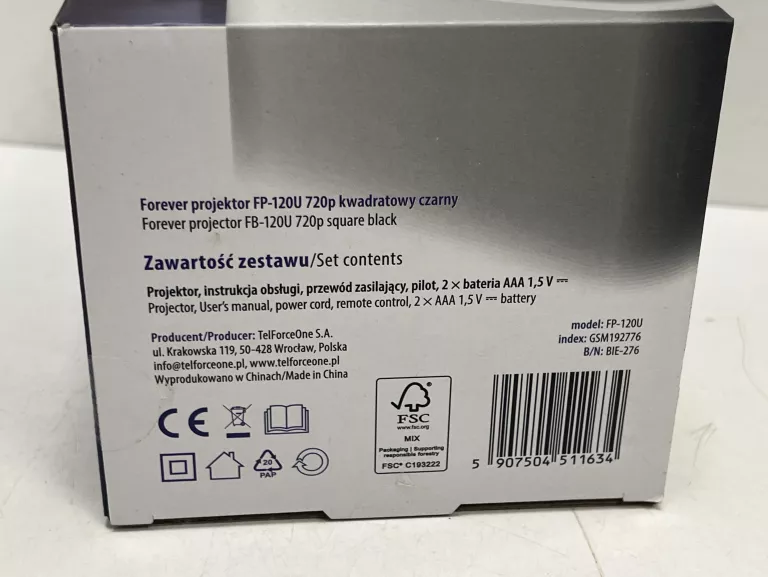 Forever projektor FP-120U 720p kwadratowy czarny
Forever projector FB-120U 720p square black
Zawartość zestawu/Set contents
Projektor, instrukcja obsługi, przewód zasilający, pilot, 2 × bateria AAA 1,5 V ⎓
Projector, User's manual, power cord, remote control, 2 × AAA 1,5 V ⎓ battery
Producent/Producer: TelForceOne S.A.
ul. Krakowska 119, 50-428 Wrocław, Polska
info@telforceone.pl, www.telforceone.pl
Wyprodukowano w Chinach/Made in China
model: FP-120U
index: GSM192776
B/N: BIE-276
CE
20
PAP
FSC
www.fsc.org
MIX
Packaging | Supporting
responsible forestry
FSC® C193222
5 907504 511634